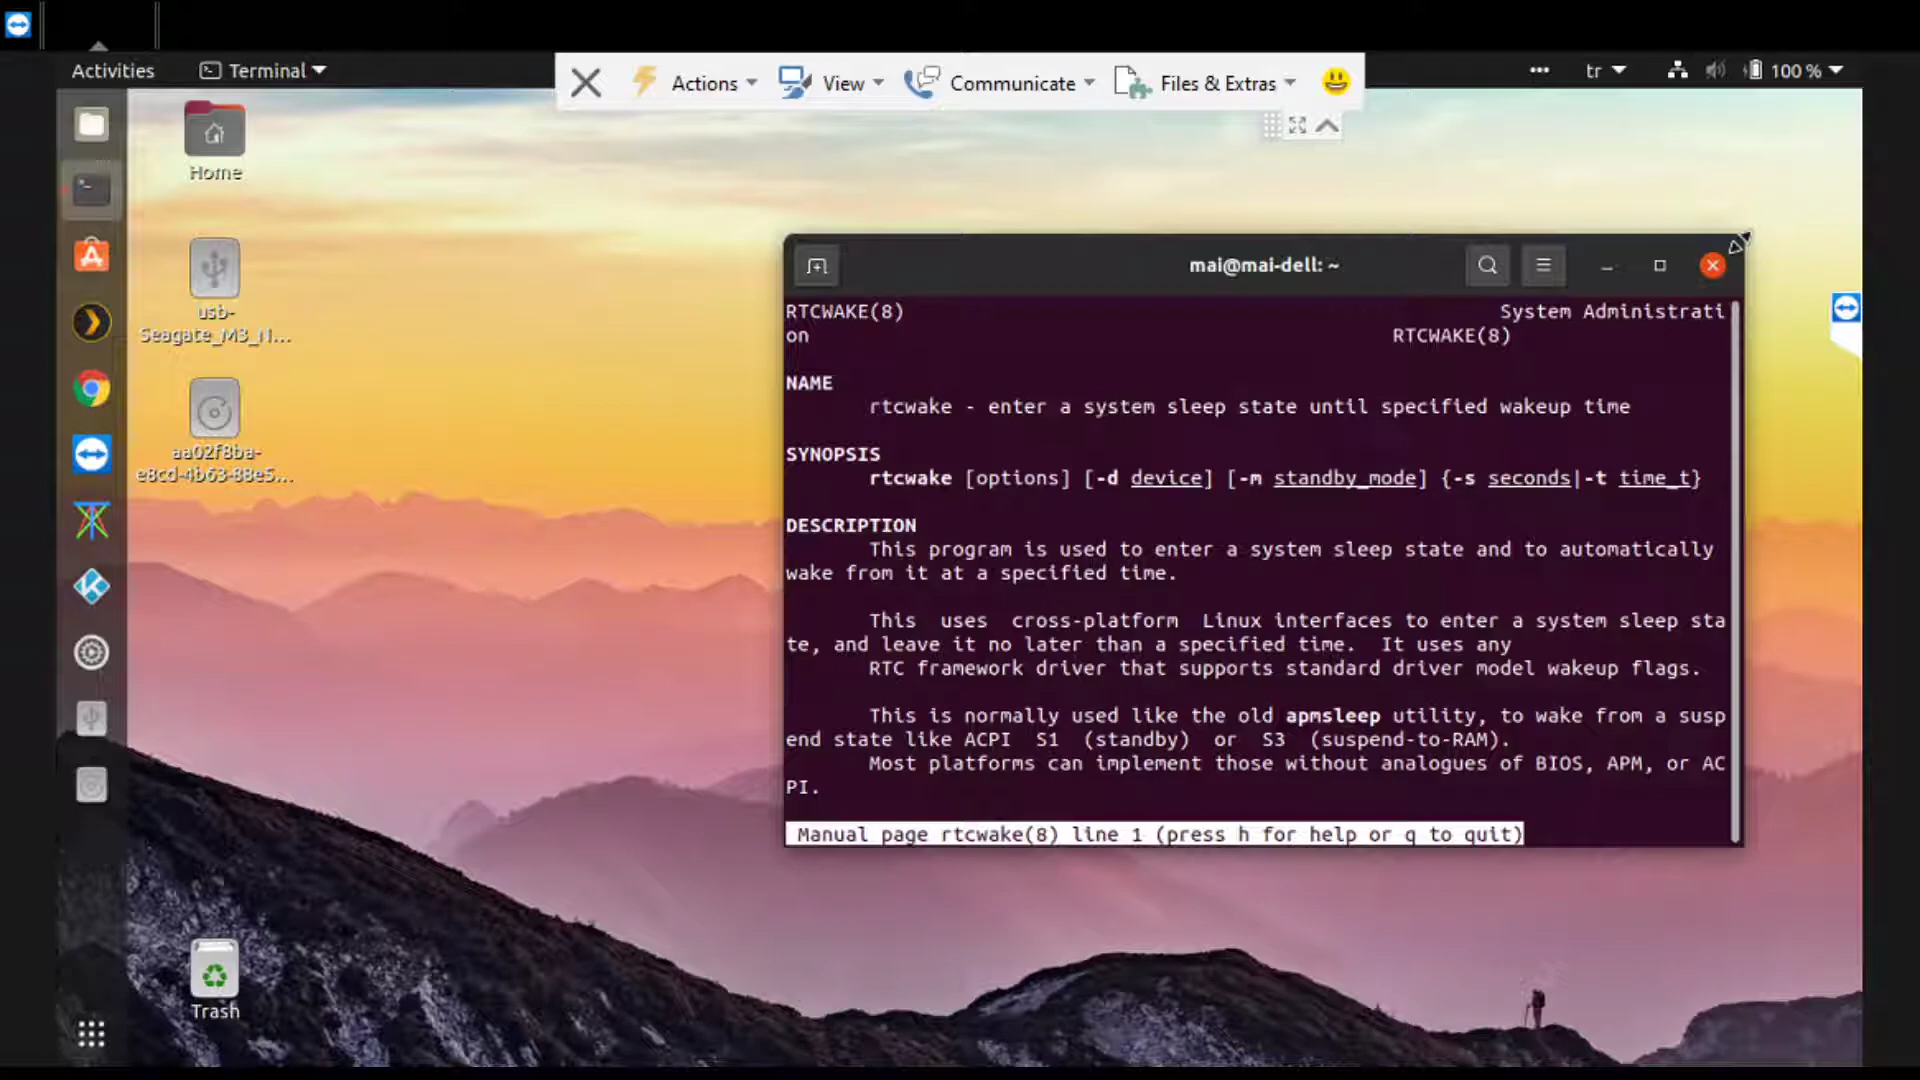 Activities
Terminal
Actions
View
Communicate
Files & Extras
tr
100 %
Home
usb-
Seagate_M3_N...
aa02f8ba-
e8cd-4b63-88e5...
Trash
mai@mai-dell: ~
RTCWAKE(8) System Administrati
on RTCWAKE(8)
NAME
rtcwake - enter a system sleep state until specified wakeup time
SYNOPSIS
rtcwake [options] [-d device] [-m standby_mode] {-s seconds|-t time_t}
DESCRIPTION
This program is used to enter a system sleep state and to automatically
wake from it at a specified time.
This uses cross-platform Linux interfaces to enter a system sleep sta
te, and leave it no later than a specified time. It uses any
RTC framework driver that supports standard driver model wakeup flags.
This is normally used like the old apmsleep utility, to wake from a susp
end state like ACPI S1 (standby) or S3 (suspend-to-RAM).
Most platforms can implement those without analogues of BIOS, APM, or AC
PI.
Manual page rtcwake(8) line 1 (press h for help or q to quit)